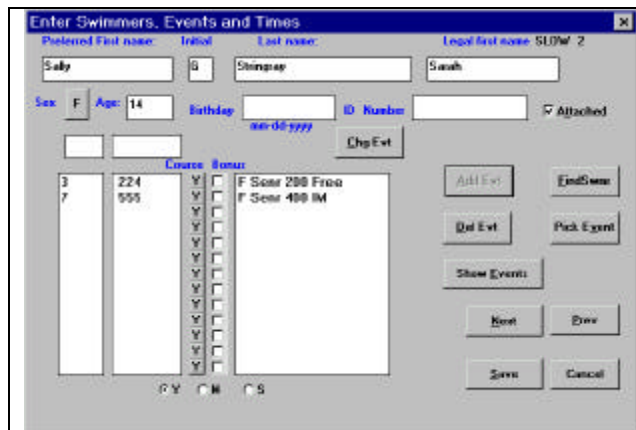 Enter Swimmers, Events and Times
Preferred First name: Initial Last name: Legal first name SLOW 2
Sally G Stringray Sarah
Sex F Age: 14 Birthday ID Number Attached
mm-dd-yyyy
Chg Evt
Course Bonus
3 224 Y F Senr 200 Free
7 555 Y F Senr 400 IM
Y
Y
Y
Y
Y
Y
Y
Y
Y
Y
Add Evt FindSwmr
Del Evt Pick Event
Show Events
Next Prev
Save Cancel
Y M S